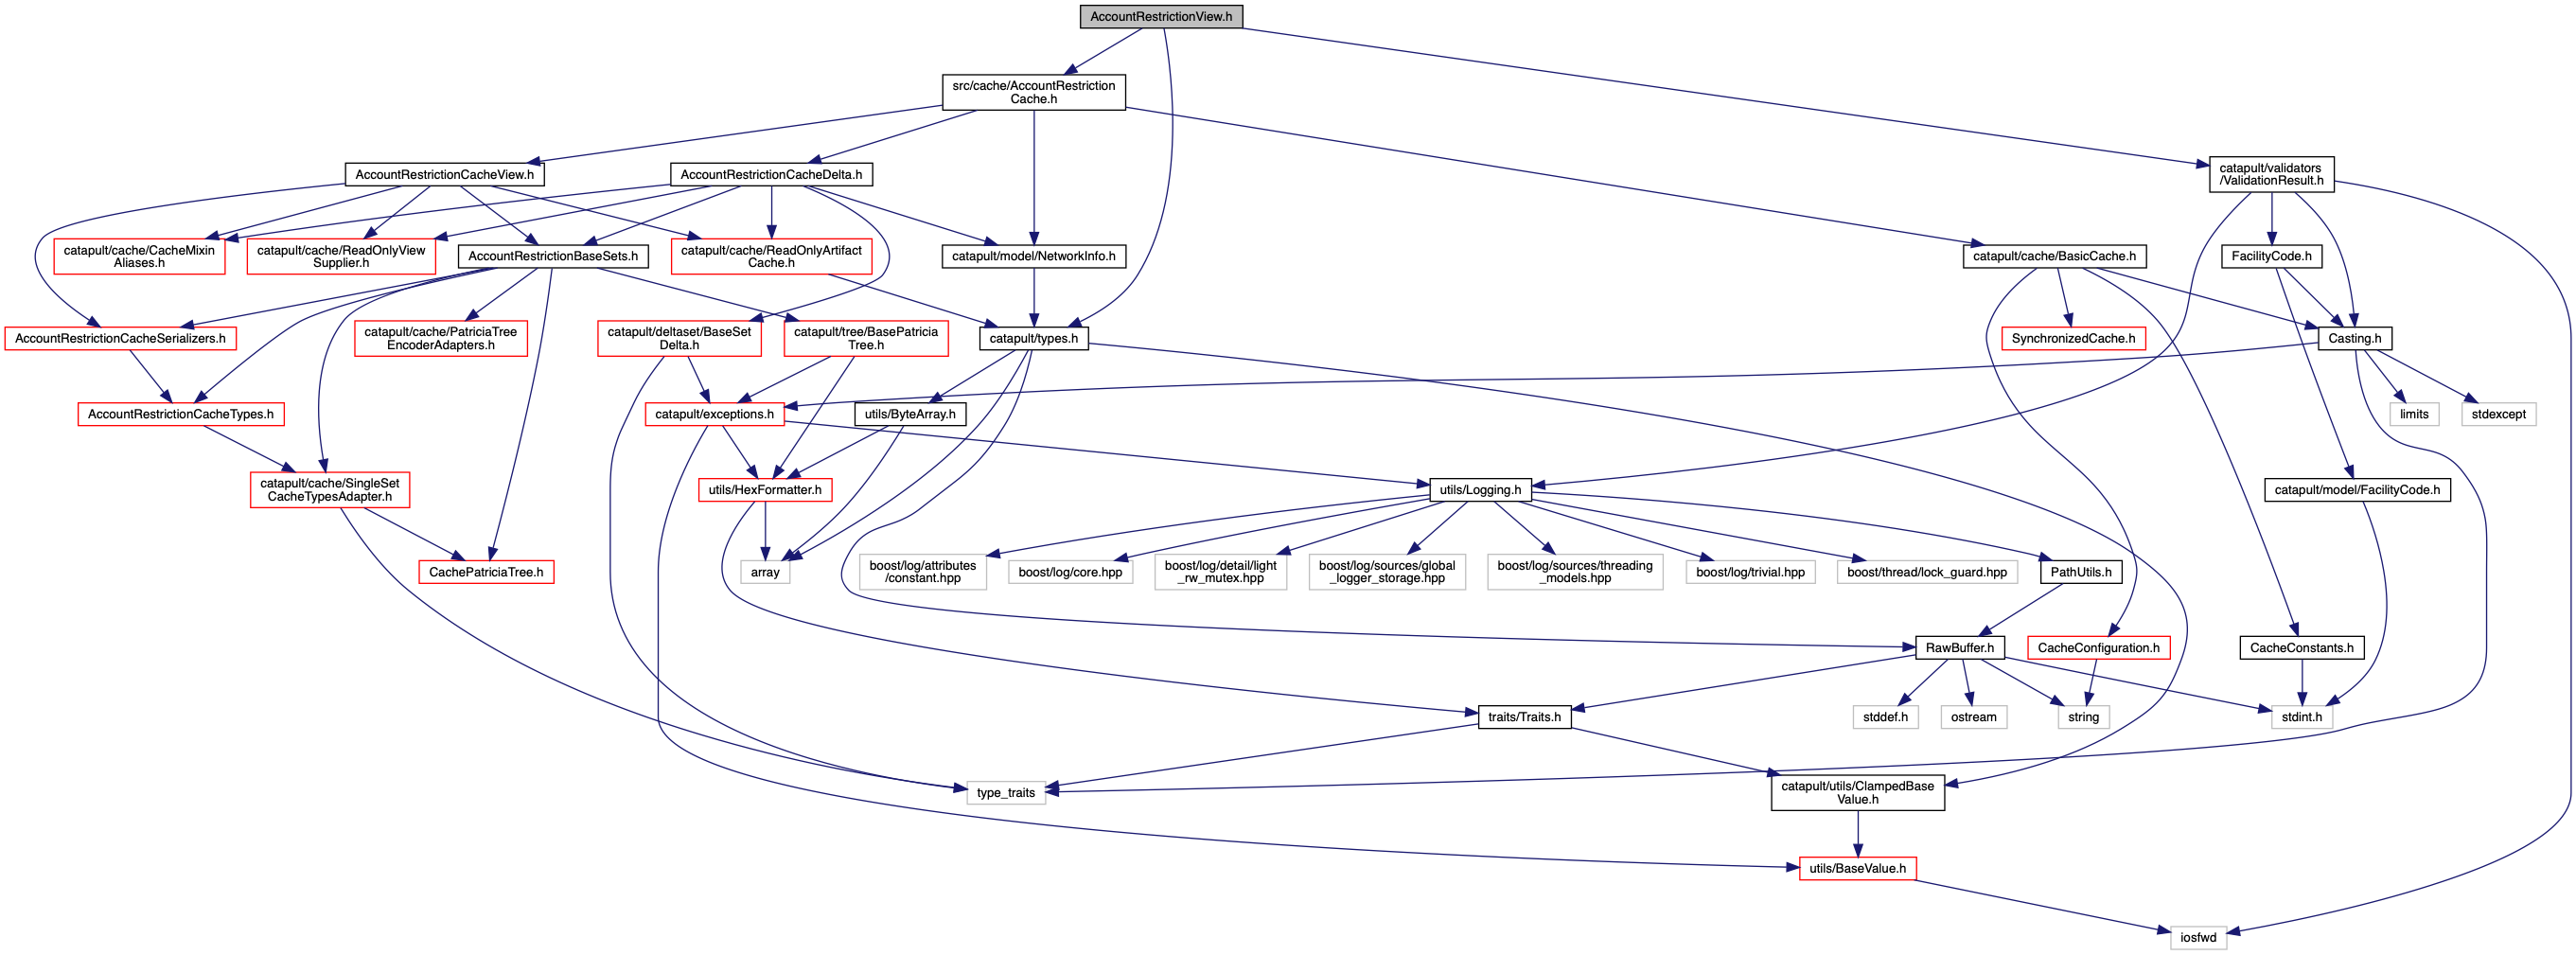 AccountRestrictionView.h
src/cache/AccountRestriction
Cache.h
AccountRestrictionCacheView.h
AccountRestrictionCacheDelta.h
catapult/validators
/ValidationResult.h
catapult/cache/CacheMixin
Aliases.h
catapult/cache/ReadOnlyView
Supplier.h
AccountRestrictionBaseSets.h
catapult/cache/ReadOnlyArtifact
Cache.h
catapult/model/NetworkInfo.h
catapult/cache/BasicCache.h
FacilityCode.h
AccountRestrictionCacheSerializers.h
catapult/cache/PatriciaTree
EncoderAdapters.h
catapult/deltaset/BaseSet
Delta.h
catapult/tree/BasePatricia
Tree.h
catapult/types.h
SynchronizedCache.h
Casting.h
AccountRestrictionCacheTypes.h
catapult/exceptions.h
utils/ByteArray.h
limits
stdexcept
catapult/cache/SingleSet
CacheTypesAdapter.h
utils/HexFormatter.h
utils/Logging.h
catapult/model/FacilityCode.h
CachePatriciaTree.h
array
boost/log/attributes
/constant.hpp
boost/log/core.hpp
boost/log/detail/light
_rw_mutex.hpp
boost/log/sources/global
_logger_storage.hpp
boost/log/sources/threading
_models.hpp
boost/log/trivial.hpp
boost/thread/lock_guard.hpp
PathUtils.h
RawBuffer.h
CacheConfiguration.h
CacheConstants.h
traits/Traits.h
stddef.h
ostream
string
stdint.h
type_traits
catapult/utils/ClampedBase
Value.h
utils/BaseValue.h
iosfwd